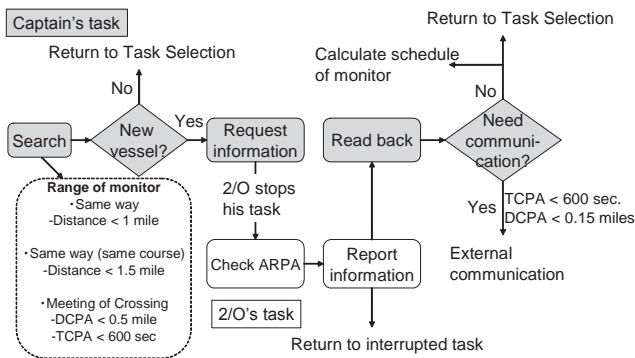 Captain's task
Return to Task Selection
No
Search
New
vessel?
Yes
Request
information
2/O stops
his task
Range of monitor
・Same way
-Distance < 1 mile
・Same way (same course)
-Distance < 1.5 mile
・Meeting of Crossing
-DCPA < 0.5 mile
-TCPA < 600 sec
Check ARPA
2/O's task
Report
information
Return to interrupted task
Read back
Return to Task Selection
Calculate schedule
of monitor
No
Need
communi-
cation?
Yes
TCPA < 600 sec.
DCPA < 0.15 miles
External
communication